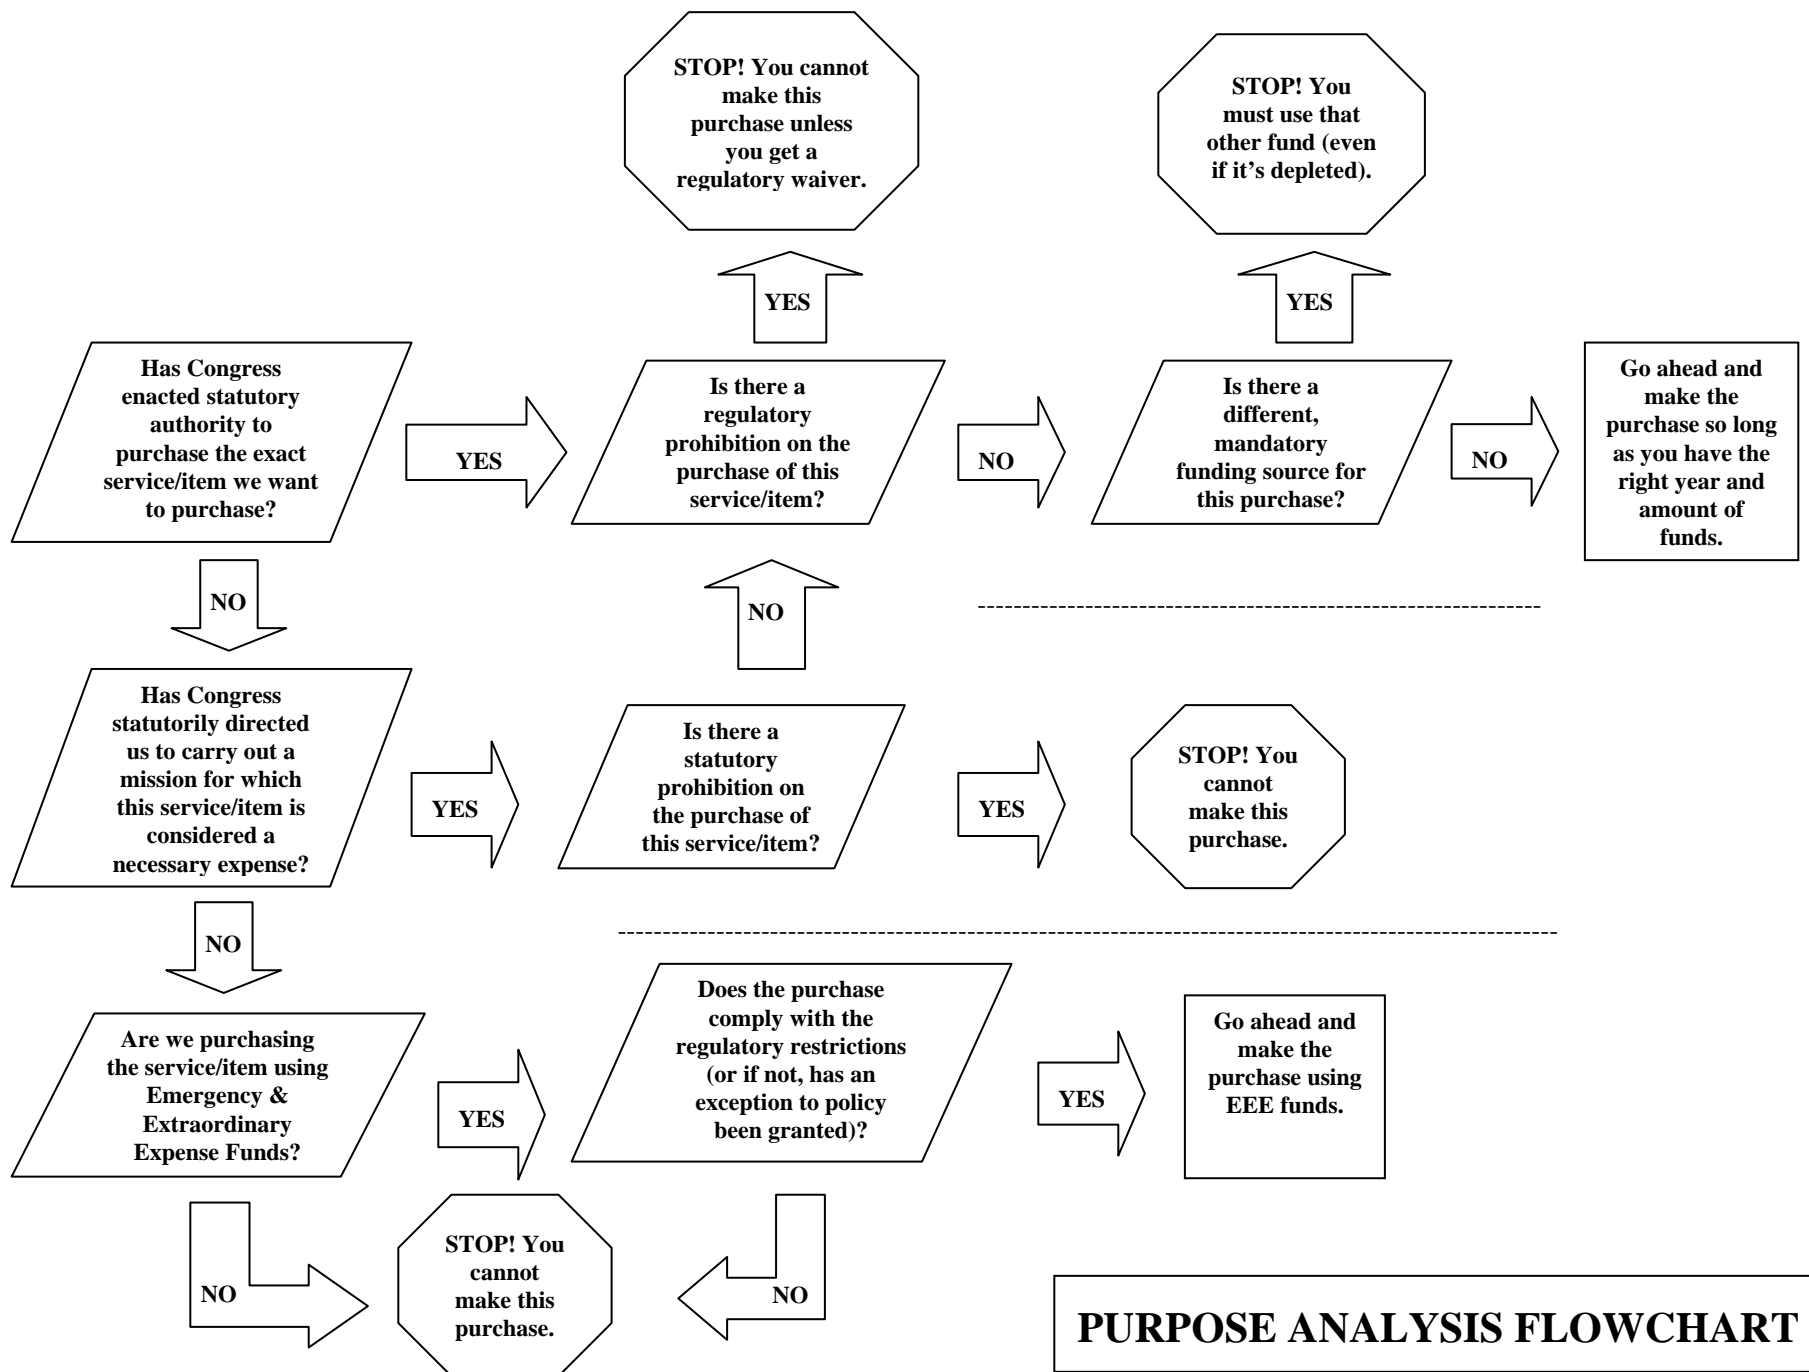 STOP! You cannot
make this
purchase unless
you get a
regulatory waiver.
STOP! You
must use that
other fund (even
if it’s depleted).
YES
YES
Has Congress
enacted statutory
authority to
purchase the exact
service/item we want
to purchase?
YES
Is there a
regulatory
prohibition on the
purchase of this
service/item?
NO
Is there a
different,
mandatory
funding source for
this purchase?
NO
Go ahead and
make the
purchase so long
as you have the
right year and
amount of
funds.
NO
NO
Has Congress
statutorily directed
us to carry out a
mission for which
this service/item is
considered a
necessary expense?
YES
Is there a
statutory
prohibition on
the purchase of
this service/item?
YES
STOP! You
cannot
make this
purchase.
NO
Are we purchasing
the service/item using
Emergency &
Extraordinary
Expense Funds?
YES
Does the purchase
comply with the
regulatory restrictions
(or if not, has an
exception to policy
been granted)?
YES
Go ahead and
make the
purchase using
EEE funds.
NO
STOP! You
cannot
make this
purchase.
NO
PURPOSE ANALYSIS FLOWCHART